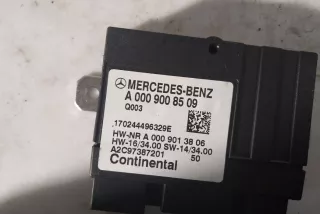 MERCEDES-BENZ
A 000 900 85 09
Q003
.170244496329E
HW-NR A 000 901 38 06
HW-16/34.00 SW-14/34.00
A2C97387201 50
Continental